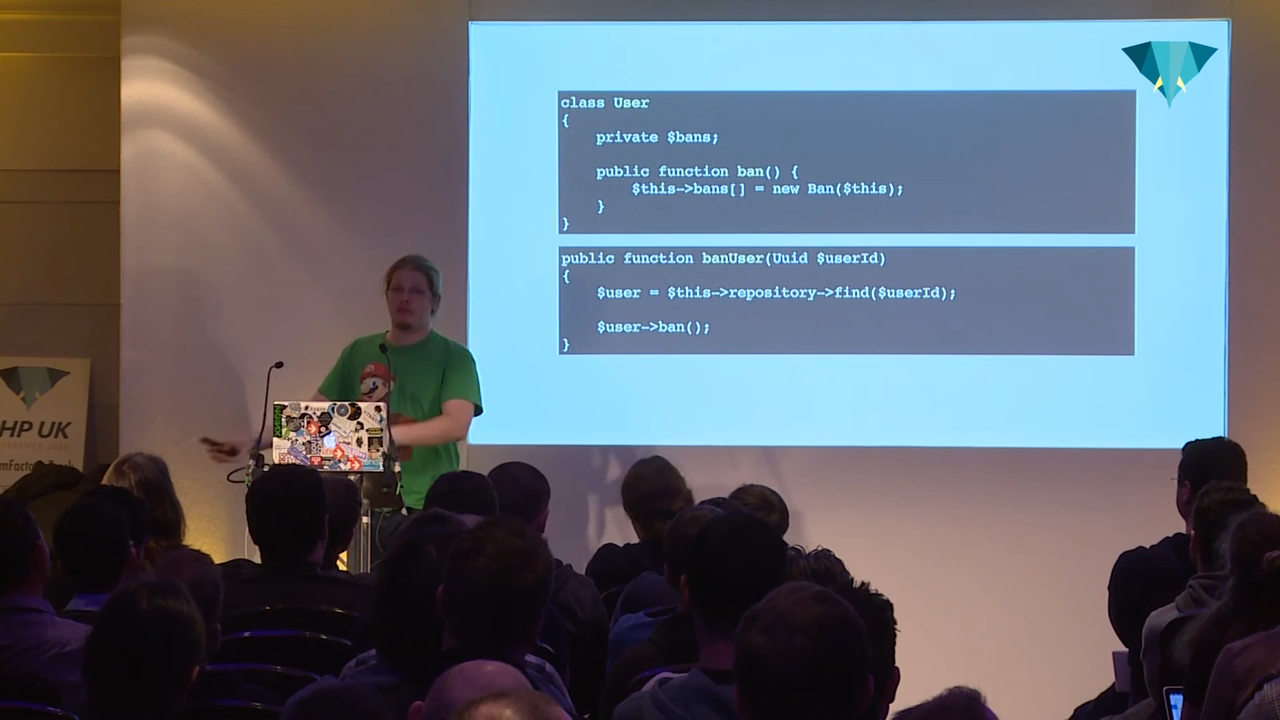 class User
{
private $bans;
public function ban() {
$this->bans[] = new Ban($this);
}
}
public function banUser(Uuid $userId)
{
$user = $this->repository->find($userId);
$user->ban();
}
HP UK